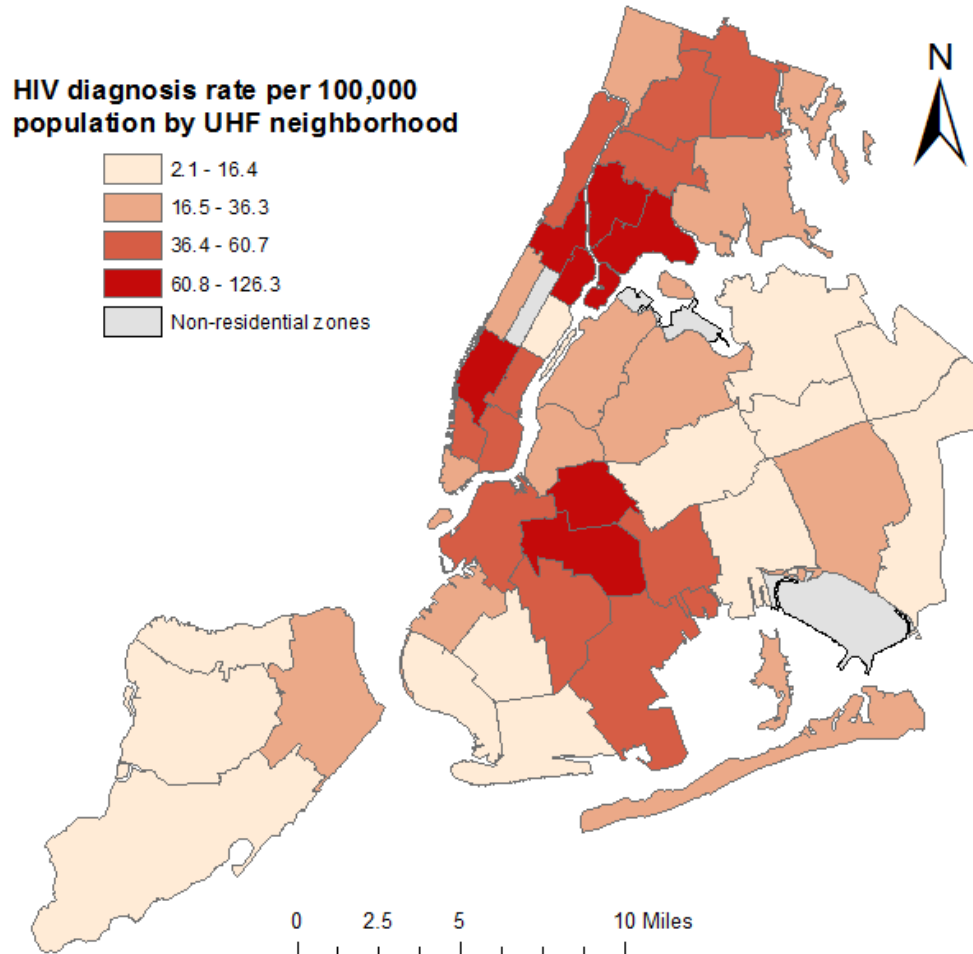 HIV diagnosis rate per 100,000
population by UHF neighborhood
2.1 - 16.4
16.5 - 36.3
36.4 - 60.7
60.8 - 126.3
Non-residential zones
N
0 2.5 5 10 Miles